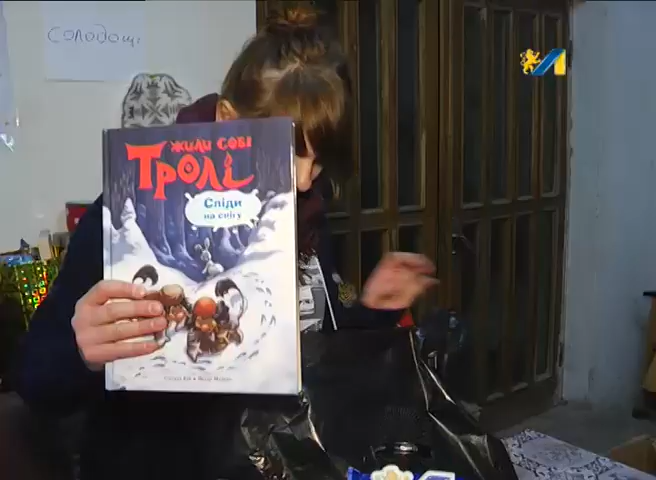 СОЛОДОЩІ
ЖИЛИ СОБІ
ТРОЛІ
Сліди
на снігу